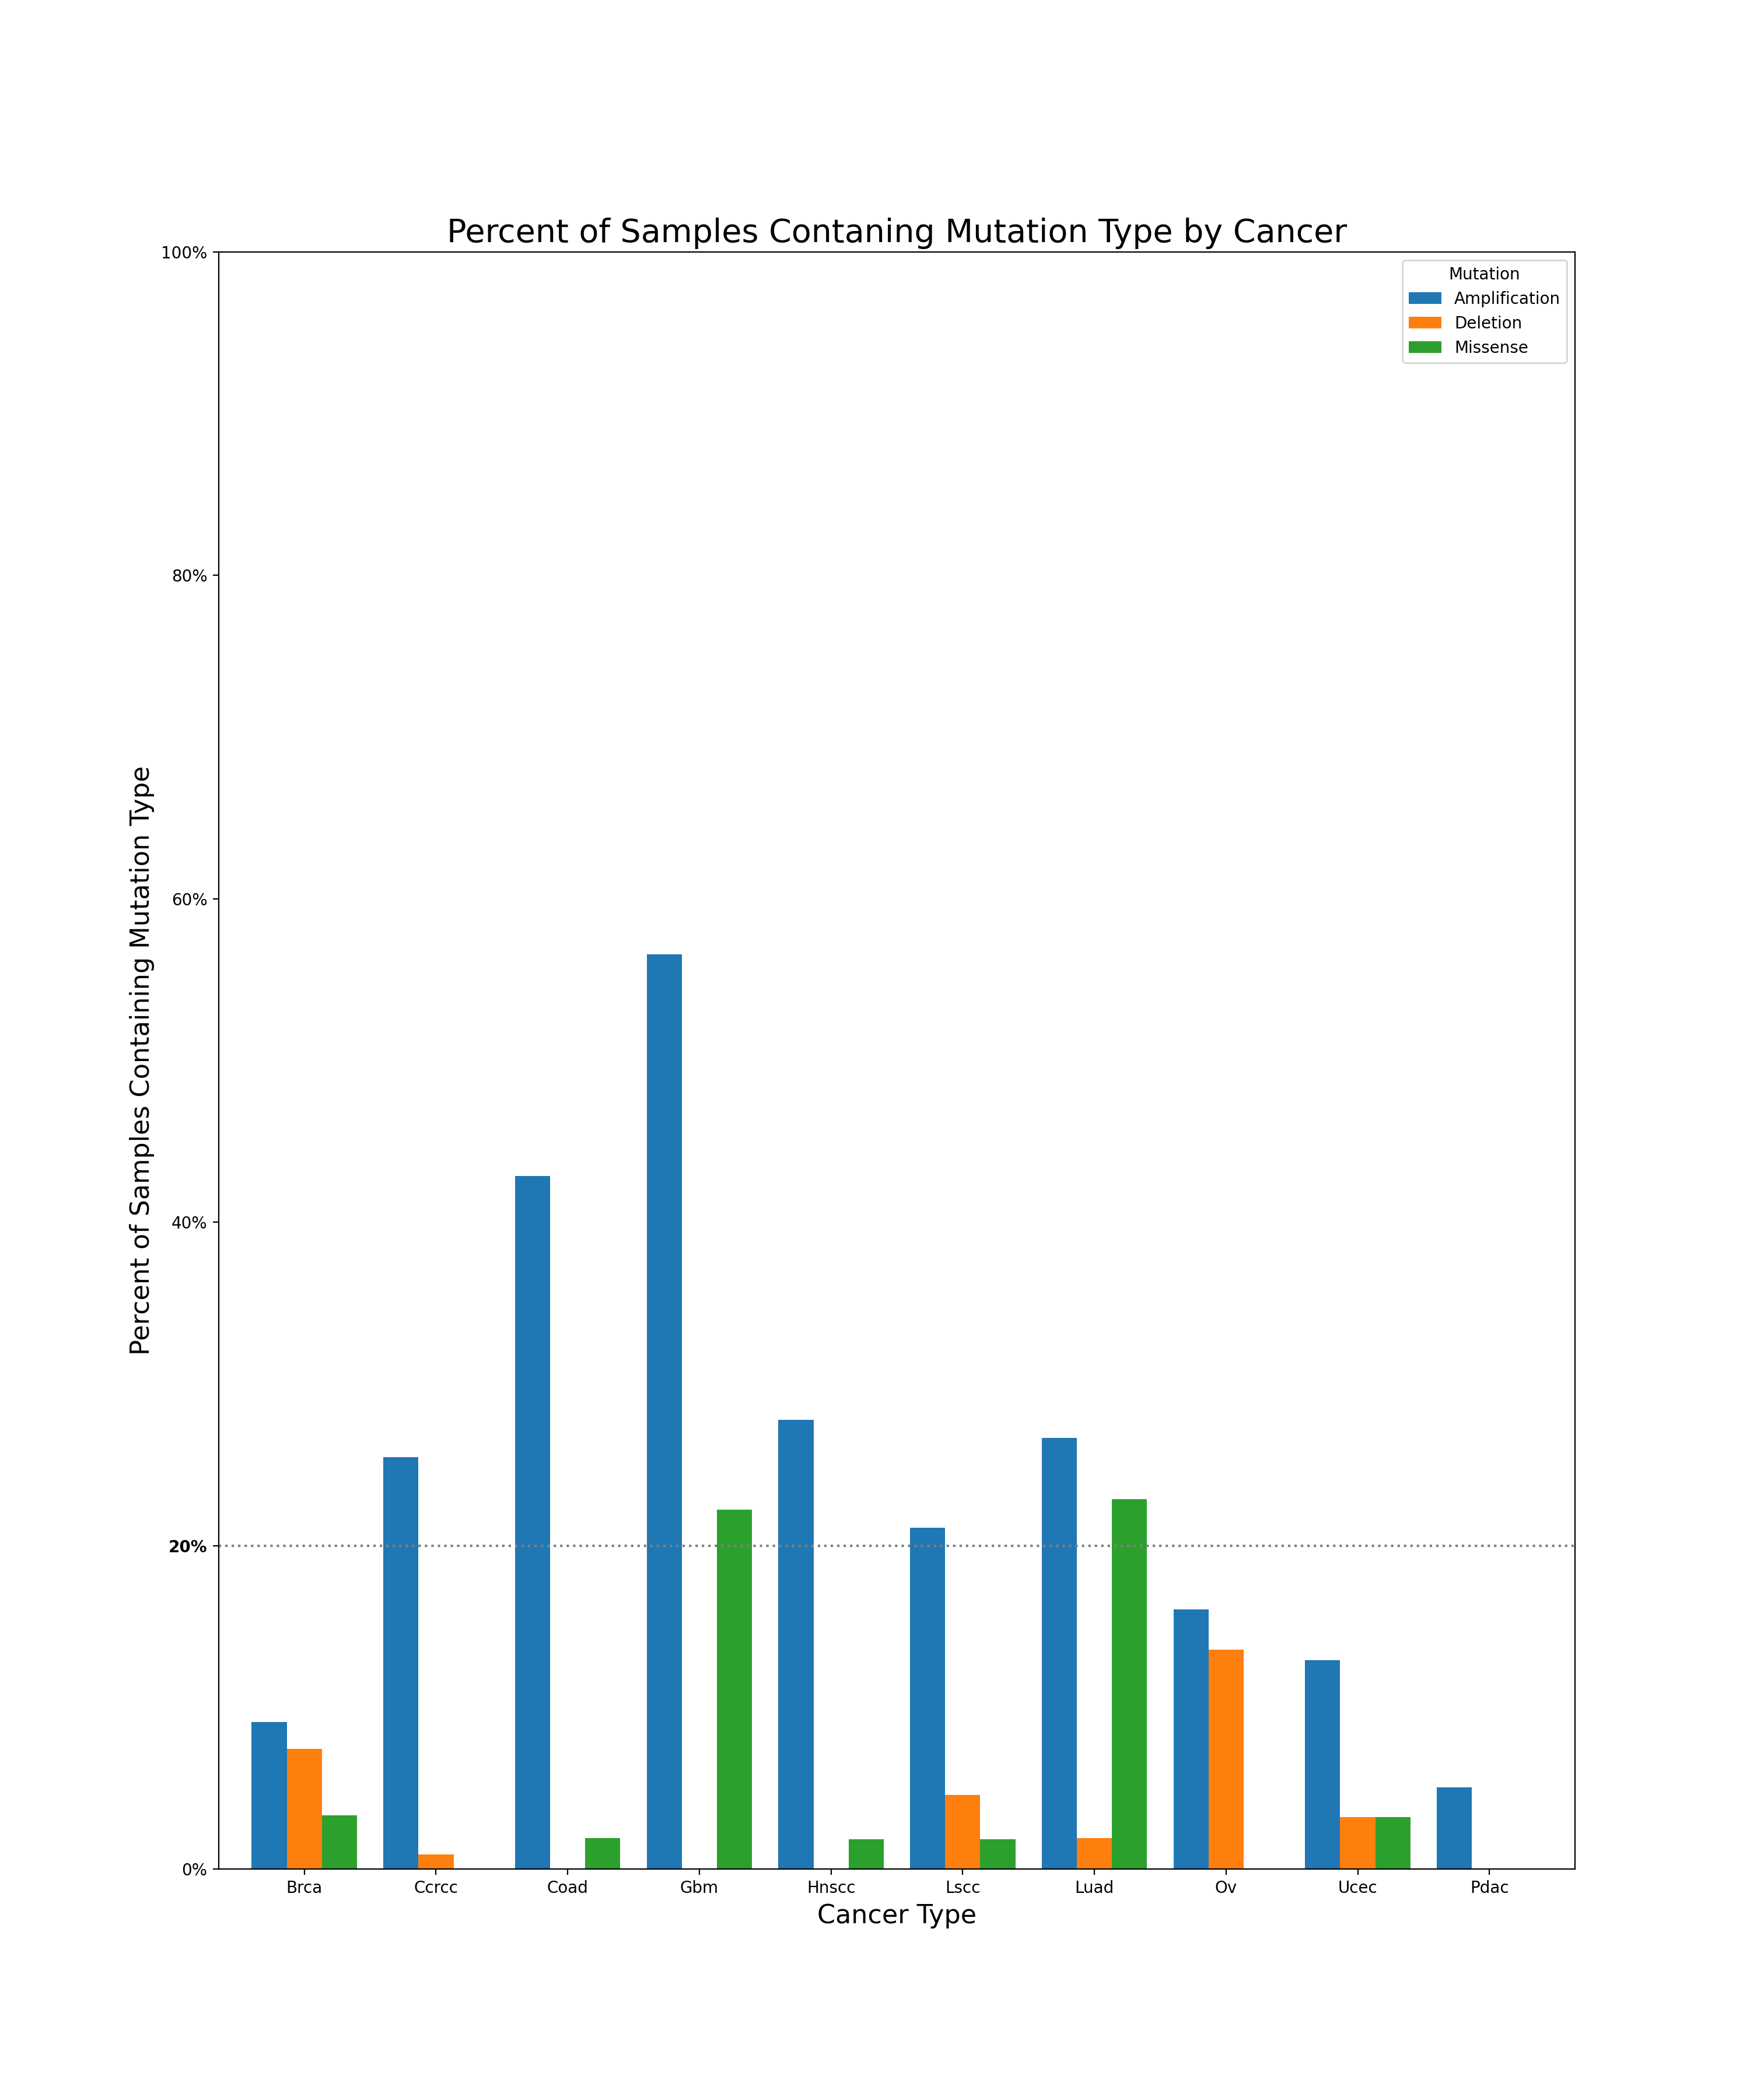 Percent of Samples Contaning Mutation Type by Cancer
Mutation
Amplification
Deletion
Missense
Percent of Samples Containing Mutation Type
100%
80%
60%
40%
20%
0%
Brca
Ccrcc
Coad
Gbm
Hnscc
Lscc
Luad
Ov
Ucec
Pdac
Cancer Type